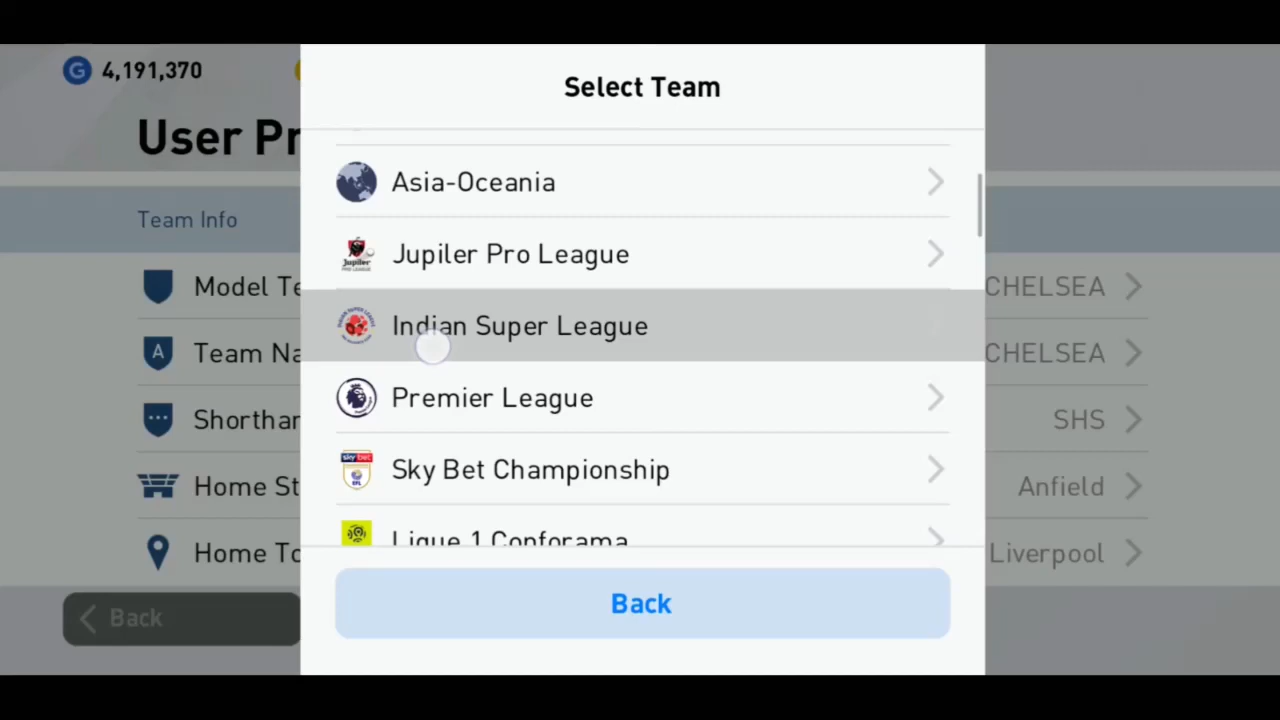 4,191,370
User Pr
Team Info
Model Te
CHELSEA
Team Na
CHELSEA
Shorthar
SHS
Home St
Anfield
Home To
Liverpool
Back
Select Team
Asia-Oceania
Jupiler Pro League
Indian Super League
Premier League
Sky Bet Championship
Ligue 1 Conforama
Back